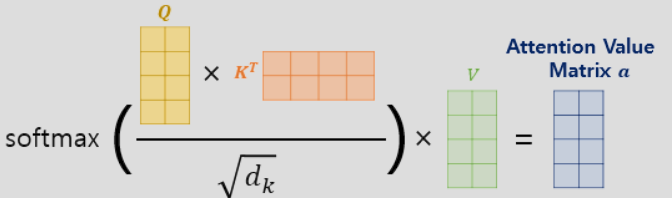 Q
× K^T
softmax ( ) × V = Attention Value
Matrix a
√d_k